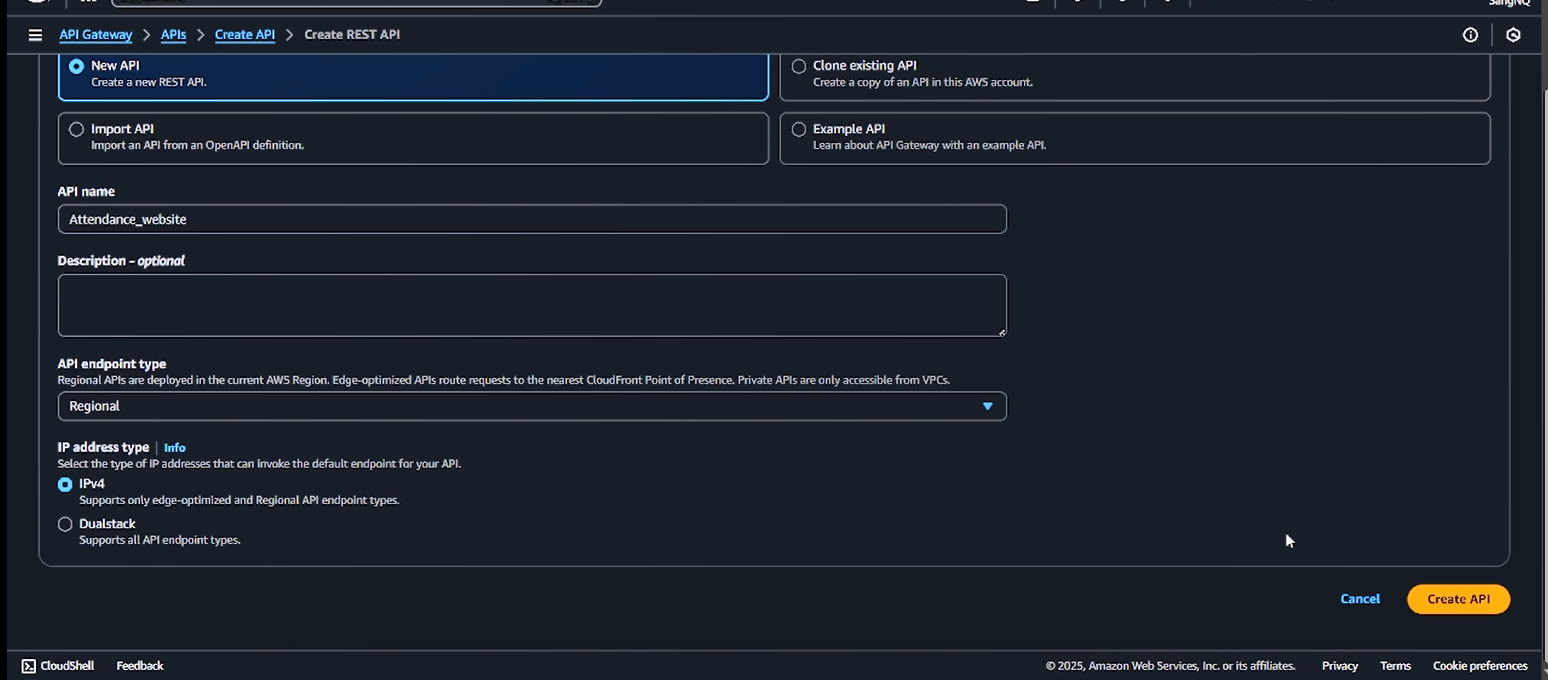 SangNQ
API Gateway > APIs > Create API > Create REST API
New API
Create a new REST API.
Clone existing API
Create a copy of an API in this AWS account.
Import API
Import an API from an OpenAPI definition.
Example API
Learn about API Gateway with an example API.
API name
Attendance_website
Description - optional
API endpoint type
Regional APIs are deployed in the current AWS Region. Edge-optimized APIs route requests to the nearest CloudFront Point of Presence. Private APIs are only accessible from VPCs.
Regional
IP address type | Info
Select the type of IP addresses that can invoke the default endpoint for your API.
IPv4
Supports only edge-optimized and Regional API endpoint types.
Dualstack
Supports all API endpoint types.
Cancel Create API
CloudShell Feedback © 2025, Amazon Web Services, Inc. or its affiliates. Privacy Terms Cookie preferences